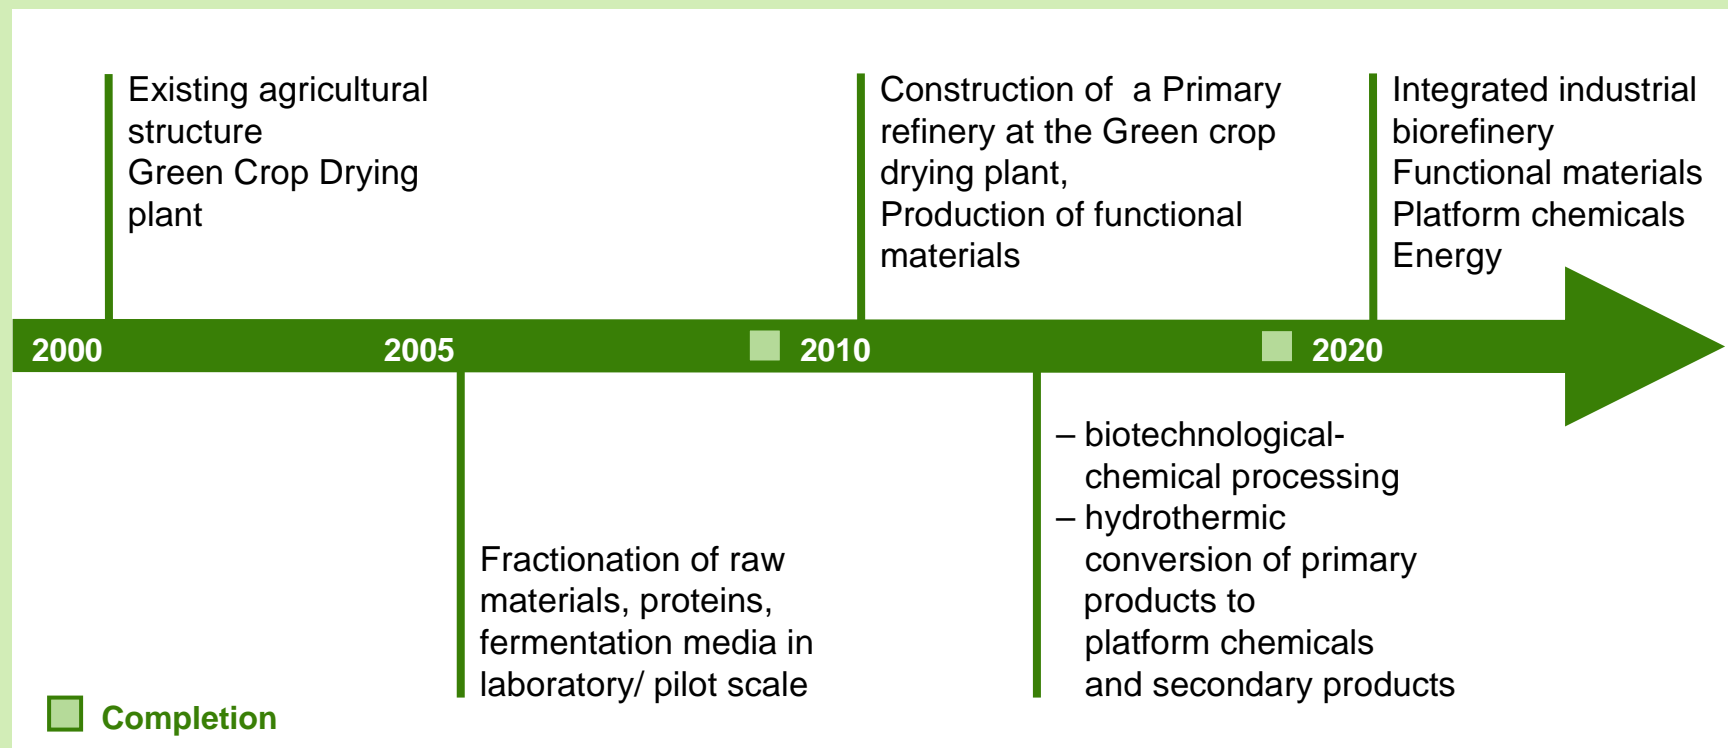 Existing agricultural
structure
Green Crop Drying
plant
Construction of a Primary
refinery at the Green crop
drying plant,
Production of functional
materials
Integrated industrial
biorefinery
Functional materials
Platform chemicals
Energy
2000
2005
2010
2020
Fractionation of raw
materials, proteins,
fermentation media in
laboratory/ pilot scale
– biotechnological-
chemical processing
– hydrothermic
conversion of primary
products to
platform chemicals
and secondary products
Completion